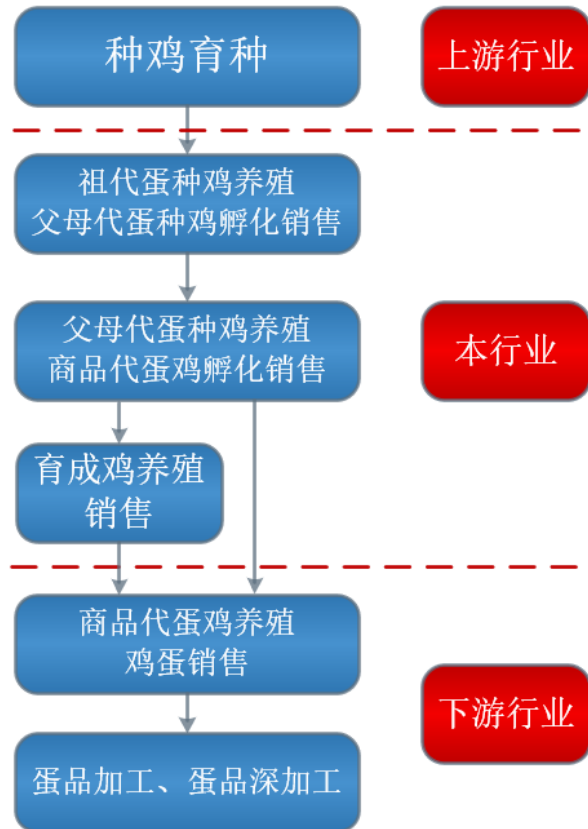 种鸡育种
上游行业
祖代蛋种鸡养殖
父母代蛋种鸡孵化销售
父母代蛋种鸡养殖
商品代蛋鸡孵化销售
本行业
育成鸡养殖
销售
商品代蛋鸡养殖
鸡蛋销售
下游行业
蛋品加工、蛋品深加工